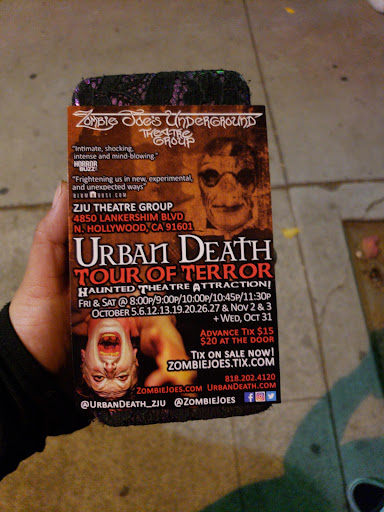 Zombie Joe's Underground
Theatre
Group
"Intimate, shocking,
intense and mind-blowing."
HORROR
BUZZ!
"Frightening us in new, experimental,
and unexpected ways"
BLUMHOUSE.COM
ZJU THEATRE GROUP
4850 LANKERSHIM BLVD
N. HOLLYWOOD, CA 91601
URBAN DEATH
TOUR OF TERROR
HAUNTED THEATRE ATTRACTION!
FRI & SAT @ 8:00P/9:00P/10:00P/10:45P/11:30P
OCTOBER 5.6.12.13.19.20.26.27 & NOV 2 & 3
+ WED, OCT 31
ADVANCE TIX $15
$20 AT THE DOOR
TIX ON SALE NOW!
ZOMBIEJOES.TIX.COM
818.202.4120
ZOMBIEJOES.COM URBANDEATH.COM
@URBANDEATH_ZJU @ZOMBIEJOES